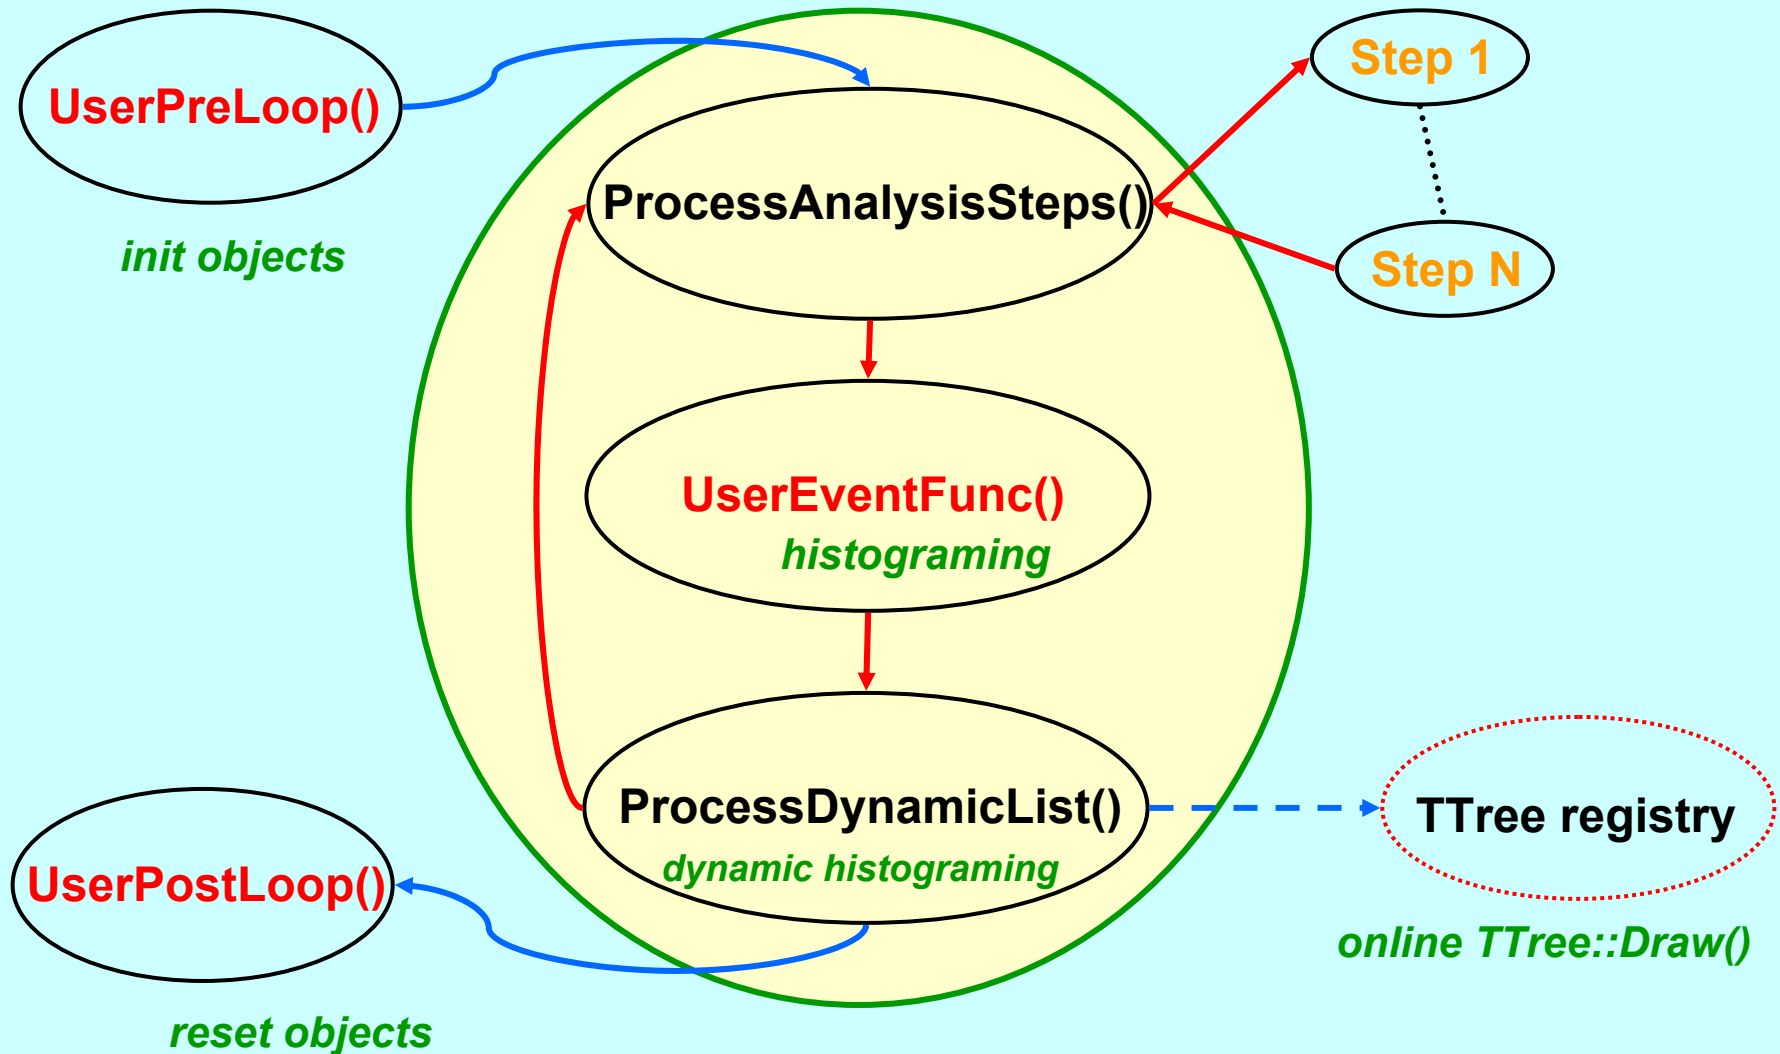 UserPreLoop()
init objects
ProcessAnalysisSteps()
Step 1
Step N
UserEventFunc()
histograming
ProcessDynamicList()
dynamic histograming
TTree registry
online TTree::Draw()
UserPostLoop()
reset objects